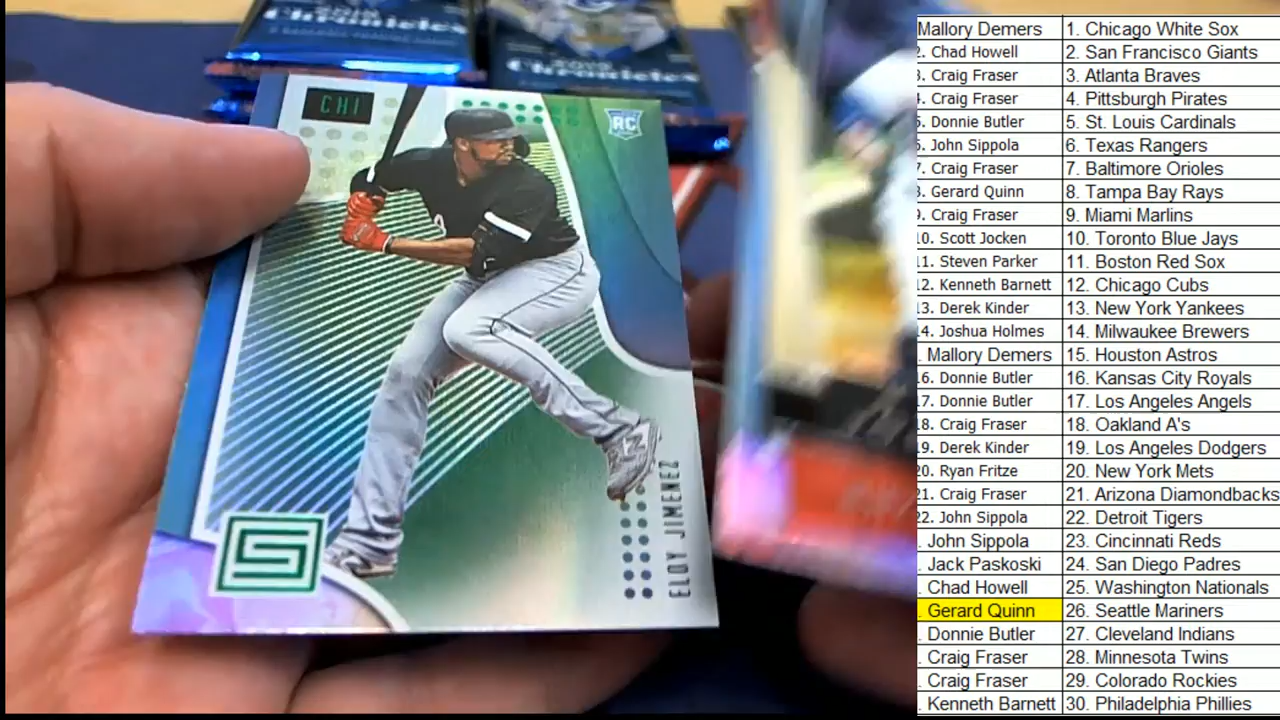 CHI
RC
ELOY JIMENEZ
Chronicles
Chronicles
Mallory Demers 1. Chicago White Sox
2. Chad Howell 2. San Francisco Giants
3. Craig Fraser 3. Atlanta Braves
4. Craig Fraser 4. Pittsburgh Pirates
5. Donnie Butler 5. St. Louis Cardinals
6. John Sippola 6. Texas Rangers
7. Craig Fraser 7. Baltimore Orioles
8. Gerard Quinn 8. Tampa Bay Rays
9. Craig Fraser 9. Miami Marlins
10. Scott Jocken 10. Toronto Blue Jays
11. Steven Parker 11. Boston Red Sox
12. Kenneth Barnett 12. Chicago Cubs
13. Derek Kinder 13. New York Yankees
14. Joshua Holmes 14. Milwaukee Brewers
. Mallory Demers 15. Houston Astros
16. Donnie Butler 16. Kansas City Royals
17. Donnie Butler 17. Los Angeles Angels
18. Craig Fraser 18. Oakland A's
19. Derek Kinder 19. Los Angeles Dodgers
20. Ryan Fritze 20. New York Mets
21. Craig Fraser 21. Arizona Diamondbacks
22. John Sippola 22. Detroit Tigers
. John Sippola 23. Cincinnati Reds
. Jack Paskoski 24. San Diego Padres
. Chad Howell 25. Washington Nationals
. Gerard Quinn 26. Seattle Mariners
. Donnie Butler 27. Cleveland Indians
. Craig Fraser 28. Minnesota Twins
. Craig Fraser 29. Colorado Rockies
. Kenneth Barnett 30. Philadelphia Phillies